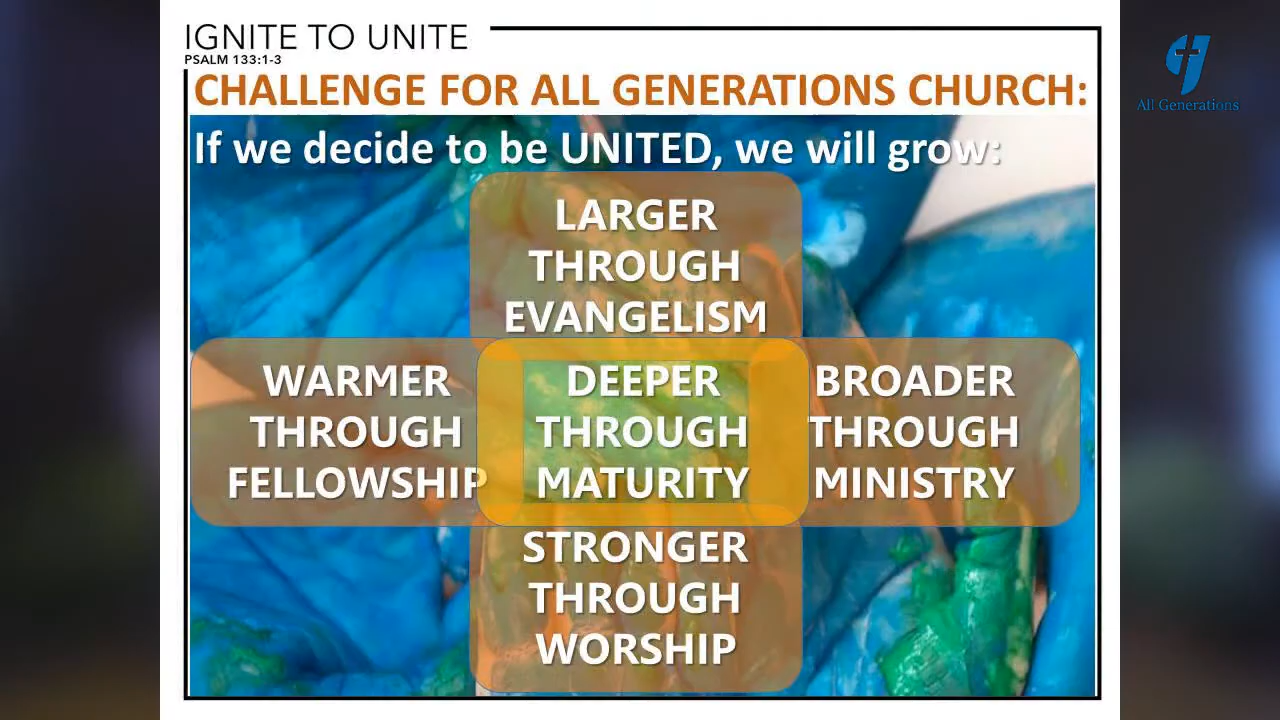 IGNITE TO UNITE
PSALM 133:1-3
CHALLENGE FOR ALL GENERATIONS CHURCH:
All Generations
If we decide to be UNITED, we will grow:
LARGER
THROUGH
EVANGELISM
WARMER
THROUGH
FELLOWSHIP
DEEPER
THROUGH
MATURITY
BROADER
THROUGH
MINISTRY
STRONGER
THROUGH
WORSHIP